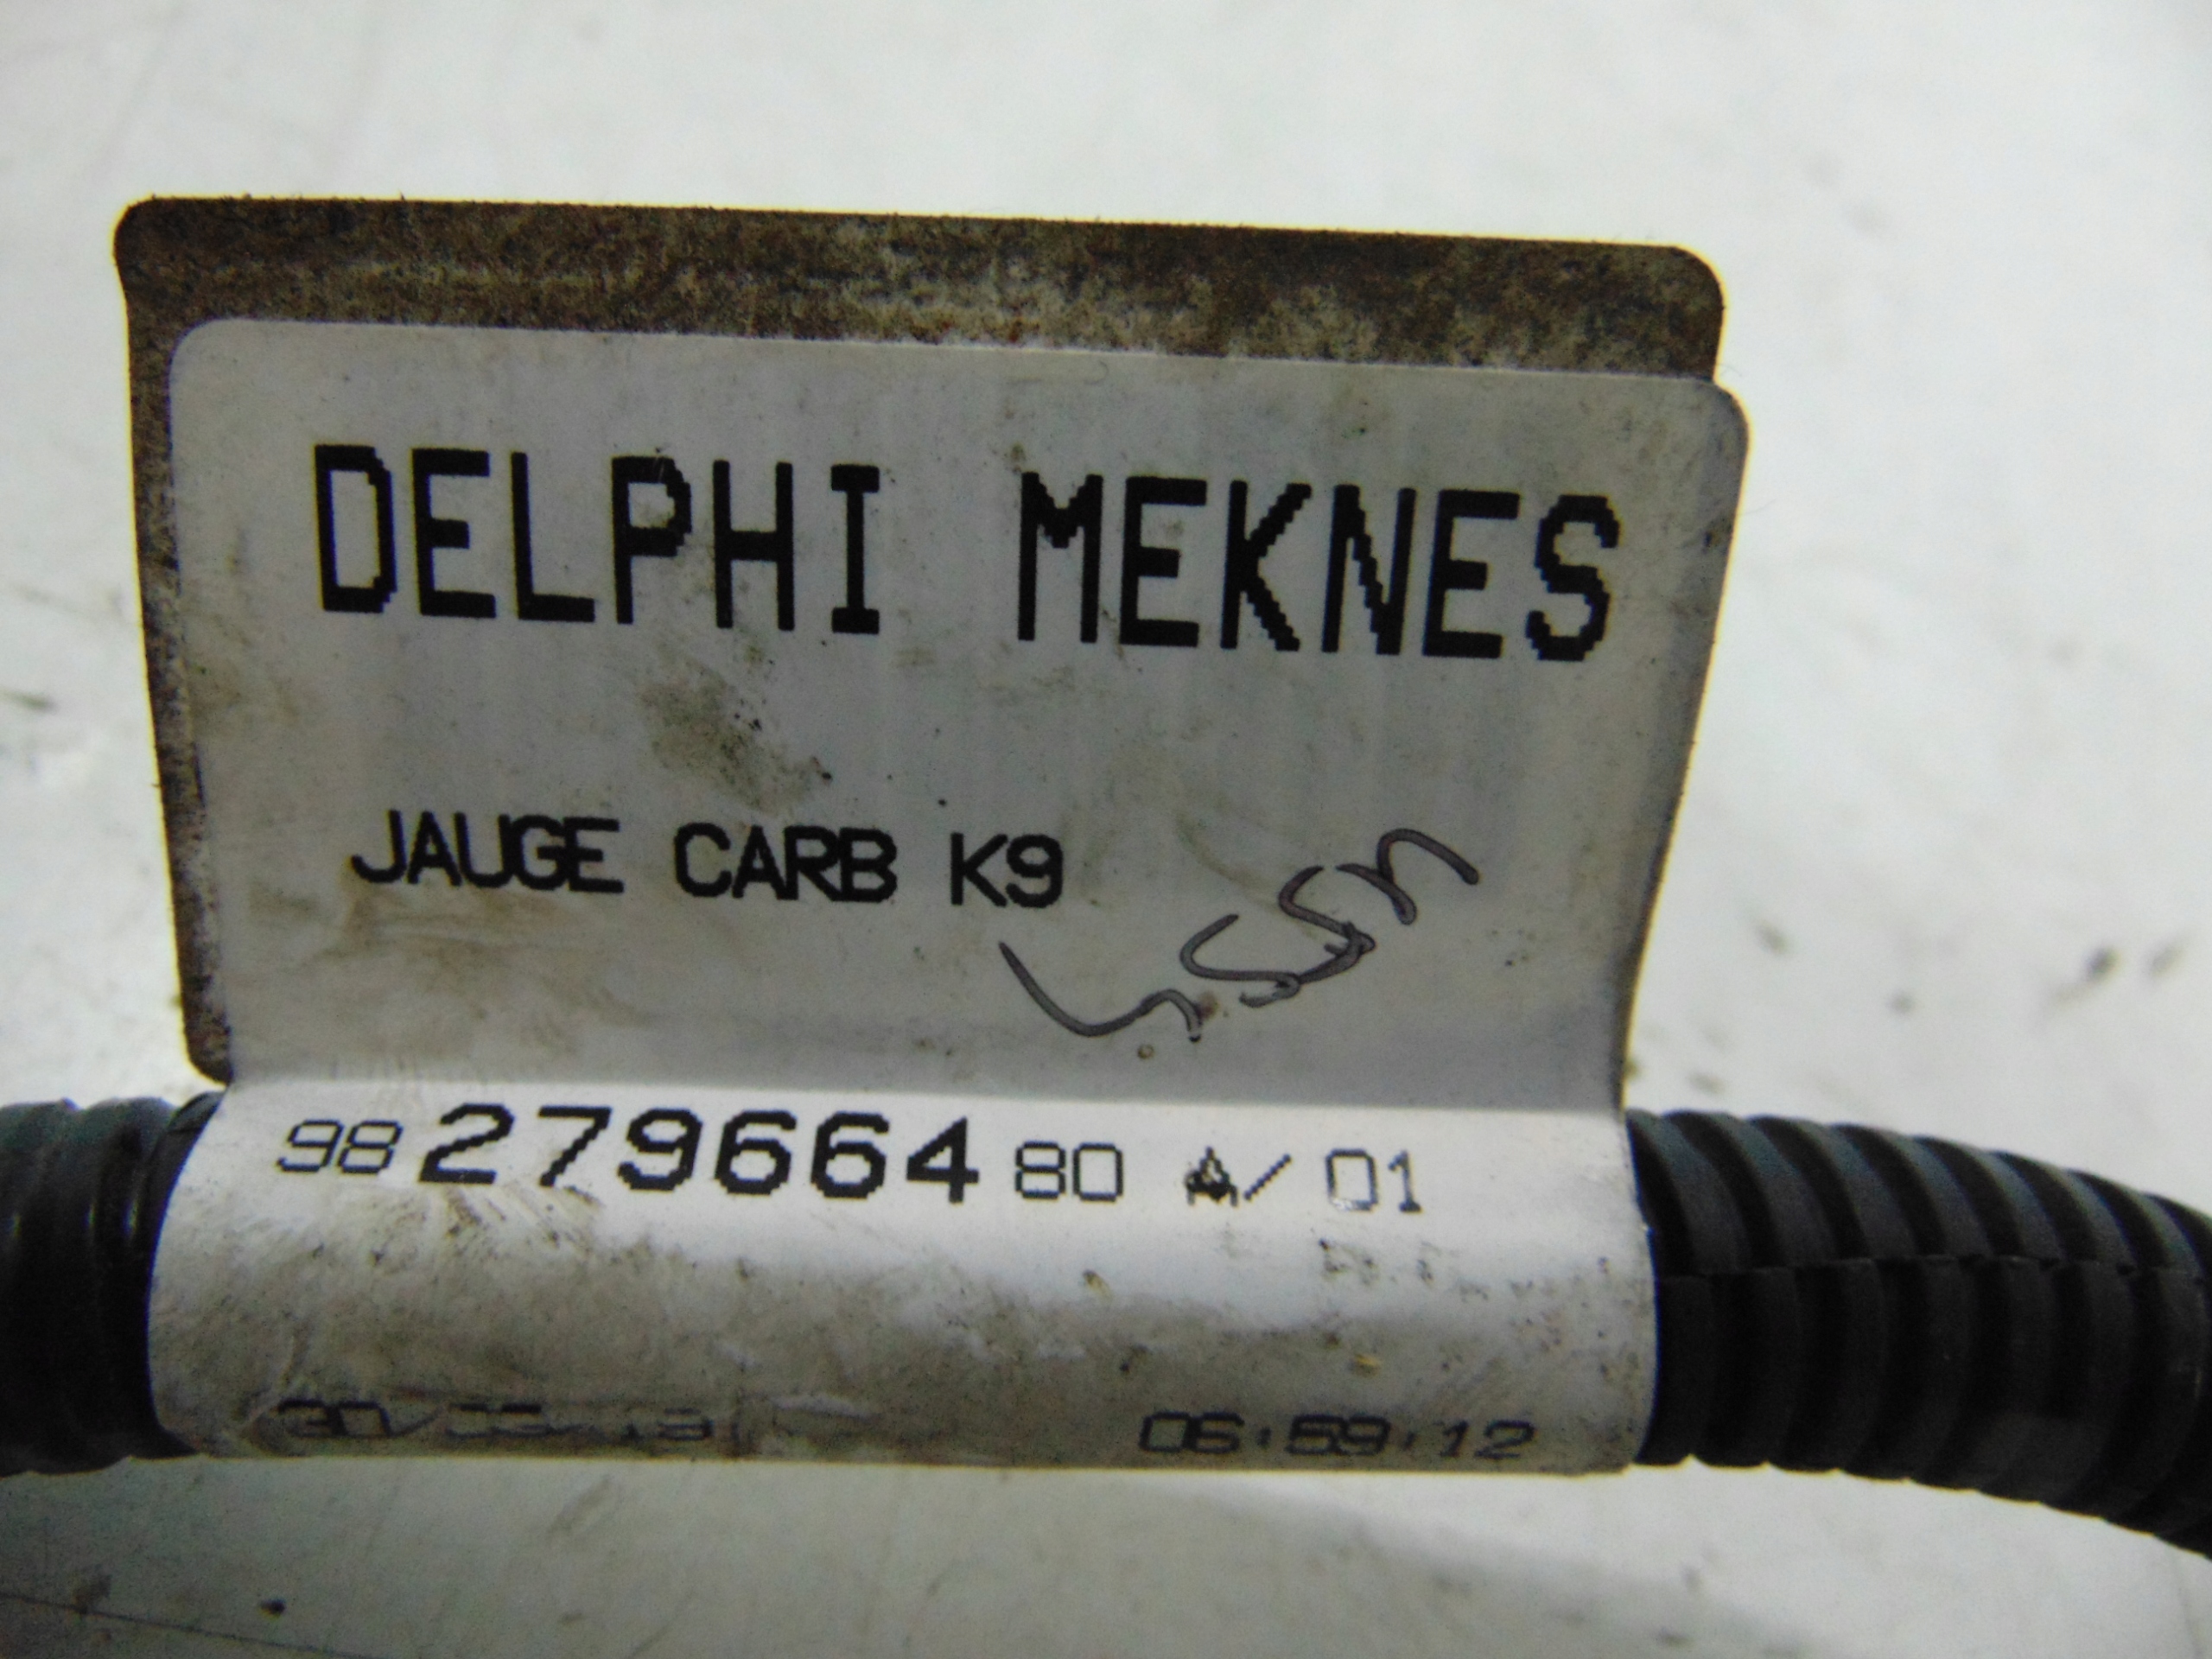 DELPHI MEKNES
JAUGE CARB K9
98 279664 80 A/ 01
06:59:12